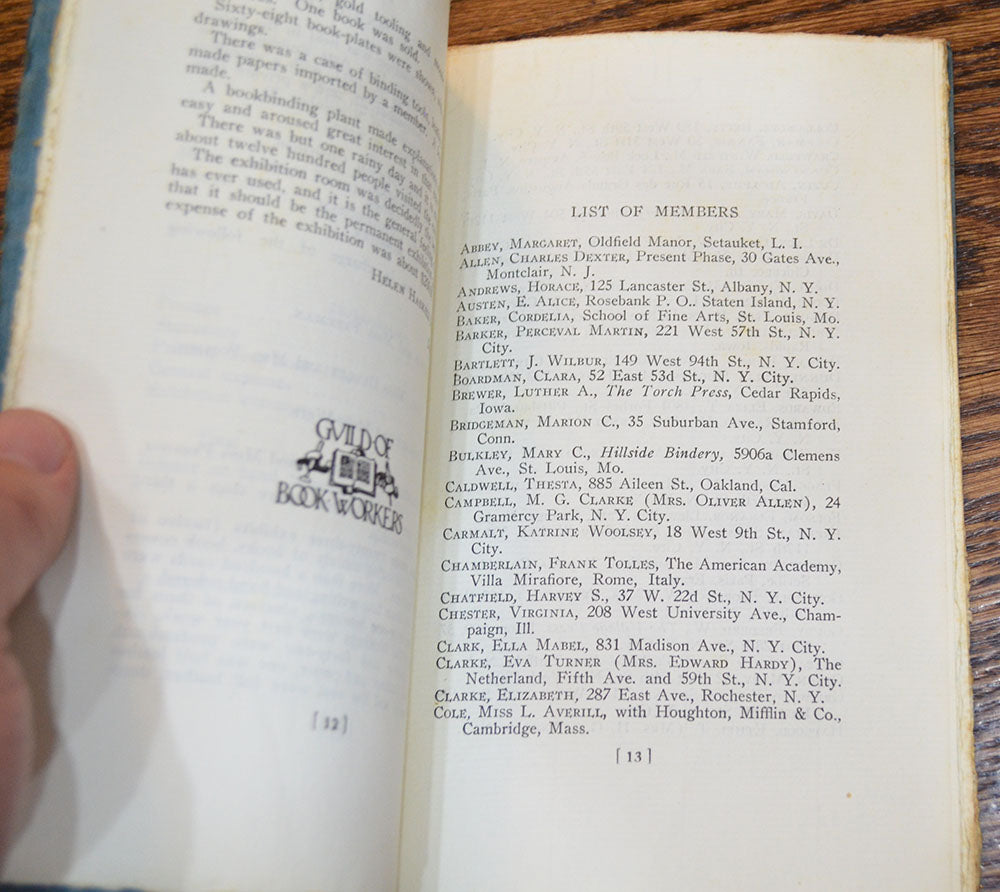 gold tooling and
One book was sold.
Sixty-eight book-plates were shown,
drawings.
There was a case of binding tools,
made papers imported by a member.
made.
A bookbinding plant made
easy and aroused great interest in
There was but one rainy day and
about twelve hundred people visited the
The exhibition room was decidedly the
has ever used, and it is the general
that it should be the permanent
expense of the exhibition was about
Helen
GUILD·OF
BOOK WORKERS
[ 12 ]
LIST OF MEMBERS
Abbey, Margaret, Oldfield Manor, Setauket, L. I.
Allen, Charles Dexter, Present Phase, 30 Gates Ave.,
Montclair, N. J.
Andrews, Horace, 125 Lancaster St., Albany, N. Y.
Austen, E. Alice, Rosebank P. O.. Staten Island, N. Y.
Baker, Cordelia, School of Fine Arts, St. Louis, Mo.
Barker, Perceval Martin, 221 West 57th St., N. Y.
City.
Bartlett, J. Wilbur, 149 West 94th St., N. Y. City.
Boardman, Clara, 52 East 53d St., N. Y. City.
Brewer, Luther A., The Torch Press, Cedar Rapids,
Iowa.
Bridgeman, Marion C., 35 Suburban Ave., Stamford,
Conn.
Bulkley, Mary C., Hillside Bindery, 5906a Clemens
Ave., St. Louis, Mo.
Caldwell, Thesta, 885 Aileen St., Oakland, Cal.
Campbell, M. G. Clarke (Mrs. Oliver Allen), 24
Gramercy Park, N. Y. City.
Carmalt, Katrine Woolsey, 18 West 9th St., N. Y.
City.
Chamberlain, Frank Tolles, The American Academy,
Villa Mirafiore, Rome, Italy.
Chatfield, Harvey S., 37 W. 22d St., N. Y. City.
Chester, Virginia, 208 West University Ave., Cham-
paign, Ill.
Clark, Ella Mabel, 831 Madison Ave., N. Y. City.
Clarke, Eva Turner (Mrs. Edward Hardy), The
Netherland, Fifth Ave. and 59th St., N. Y. City.
Clarke, Elizabeth, 287 East Ave., Rochester, N. Y.
Cole, Miss L. Averill, with Houghton, Mifflin & Co.,
Cambridge, Mass.
[ 13 ]